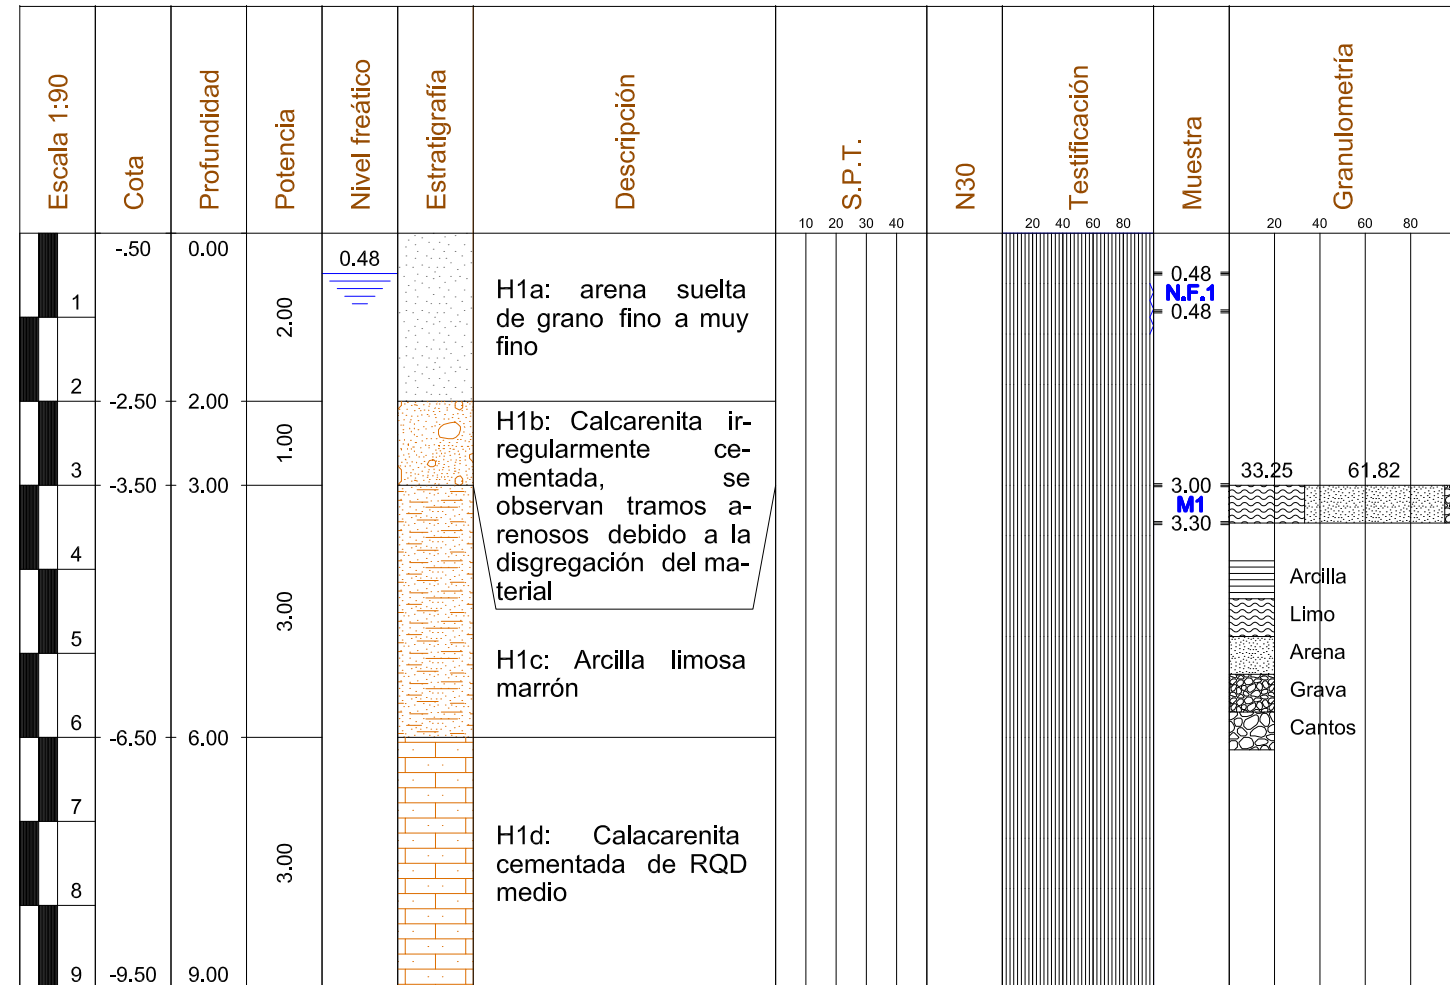 Escala 1:90
Cota
Profundidad
Potencia
Nivel freático
Estratigrafía
Descripción
S.P.T.
N30
Testificación
Muestra
Granulometría
10 20 30 40
20 40 60 80
20 40 60 80
-.50 0.00
0.48
1
2.00
H1a: arena suelta
de grano fino a muy
fino
0.48
N.F.1
0.48
2
-2.50 2.00
1.00
H1b: Calcarenita ir-
regularmente ce-
mentada, se
observan tramos a-
renosos debido a la
disgregación del ma-
terial
3
-3.50 3.00
3.00
M1
3.30
33.25 61.82
4
3.00
5
H1c: Arcilla limosa
marrón
Arcilla
Limo
Arena
Grava
Cantos
6
-6.50 6.00
7
3.00
H1d: Calacarenita
cementada de RQD
medio
8
9
-9.50 9.00